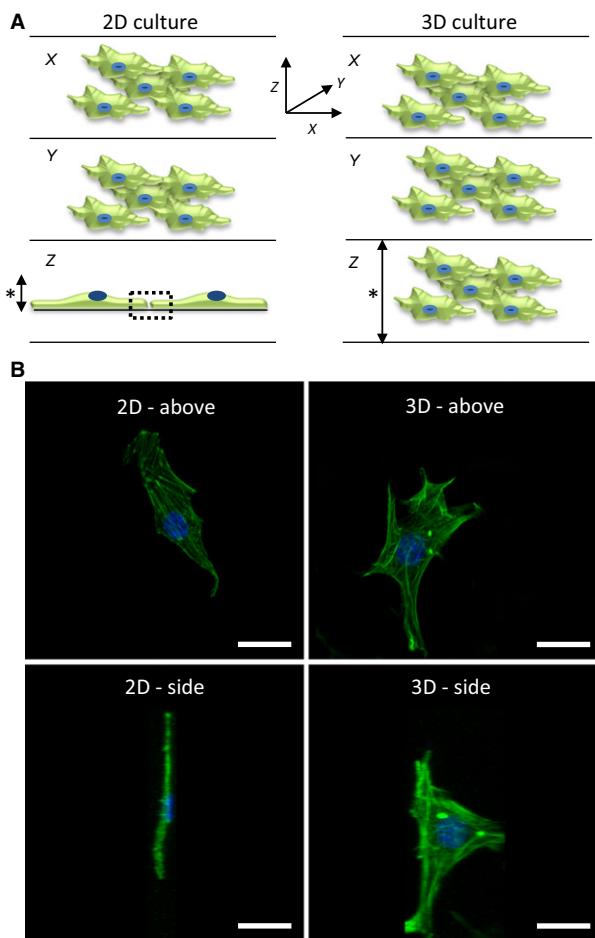 A
2D culture
3D culture
X
Y
Z
*
Z
Y
X
X
Y
Z
*
B
2D - above
3D - above
2D - side
3D - side